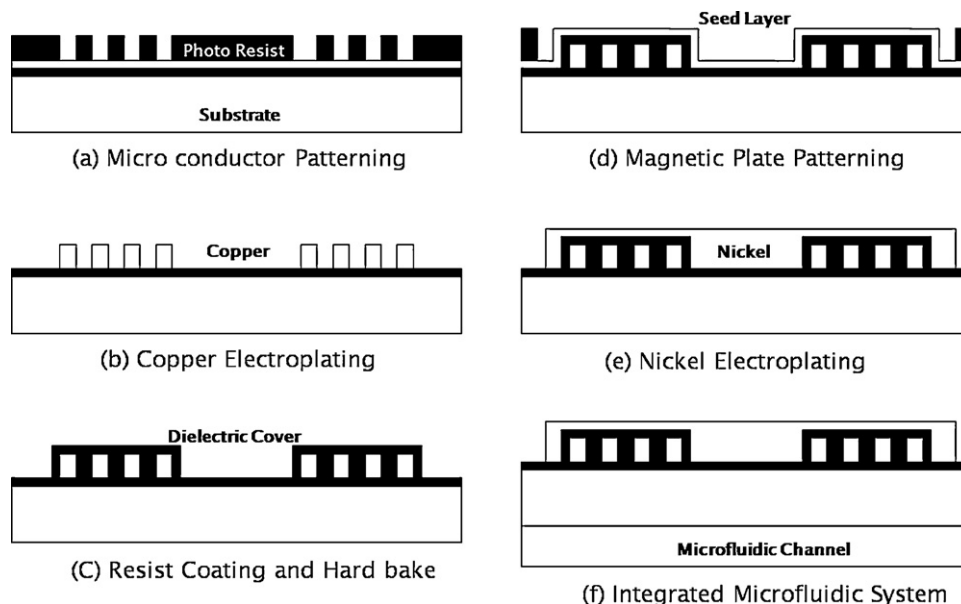 Photo Resist
Substrate
(a) Micro conductor Patterning
Copper
(b) Copper Electroplating
Dielectric Cover
(C) Resist Coating and Hard bake
Seed Layer
(d) Magnetic Plate Patterning
Nickel
(e) Nickel Electroplating
Microfluidic Channel
(f) Integrated Microfluidic System